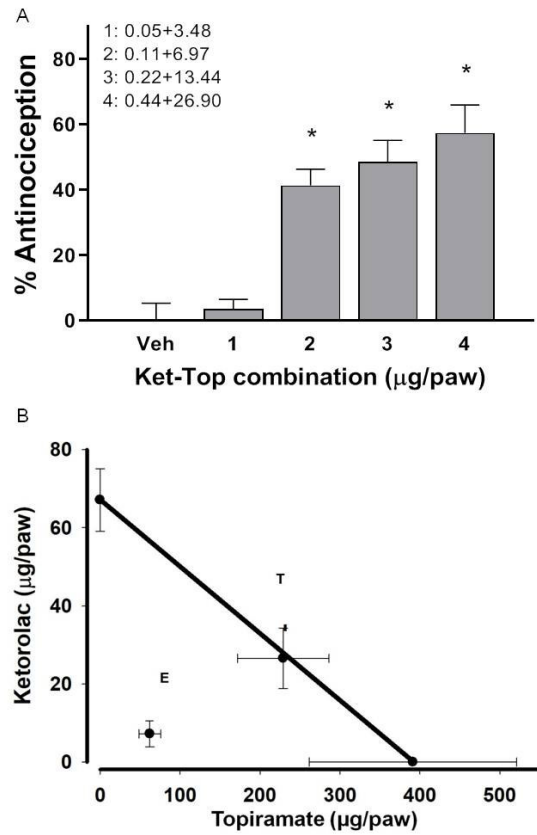 A
1: 0.05+3.48
2: 0.11+6.97
3: 0.22+13.44
4: 0.44+26.90
% Antinociception
80
60
40
20
0
*
*
*
Veh 1 2 3 4
Ket-Top combination (µg/paw)
B
Ketorolac (µg/paw)
80
60
40
20
0
T
E
0 100 200 300 400 500
Topiramate (µg/paw)